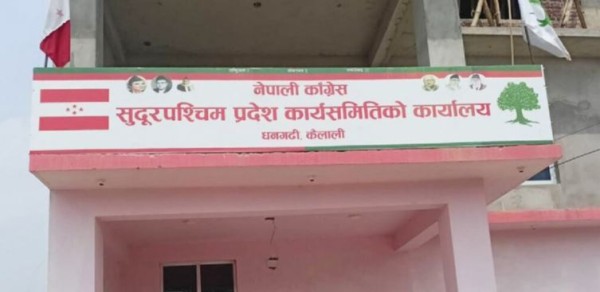 नेपाली कांग्रेस
सुदूरपश्चिम प्रदेश कार्यसमितिको कार्यालय
धनगढी, कैलाली